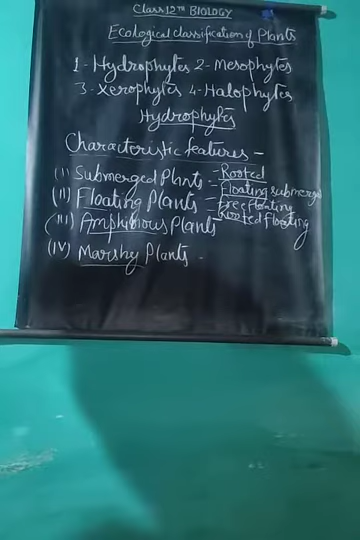 Class 12TH BIOLOGY
Ecological classification of Plants
1- Hydrophytes 2- Mesophytes
3- Xerophytes 4- Halophytes
Hydrophytes
Characteristic features -
(I) Submerged Plants - Rooted
- Floating submerged
(II) Floating Plants - Free floating
Rooted floating
(III) Amphibious Plants
(IV) Marshy Plants -